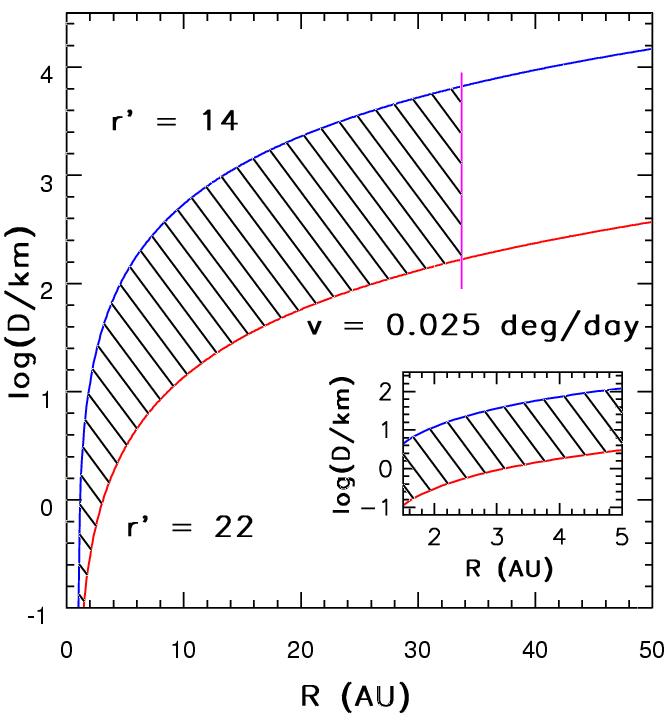 4
3
2
1
0
-1
log(D/km)
r' = 14
v = 0.025 deg/day
r' = 22
2
1
0
-1
log(D/km)
2 3 4 5
R (AU)
0 10 20 30 40 50
R (AU)